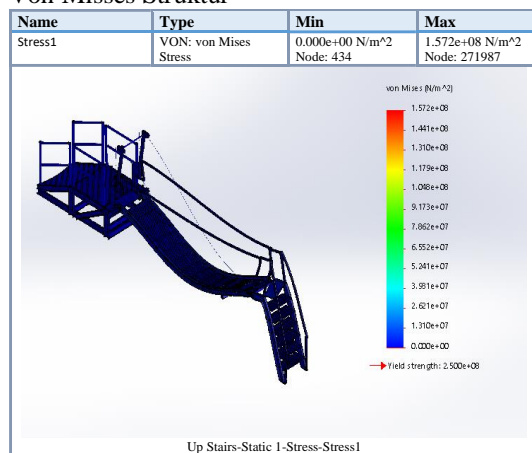 Von Misses Struktur
Name Type Min Max
Stress1 VON: von Mises Stress 0.000e+00 N/m^2 Node: 434 1.572e+08 N/m^2 Node: 271987
von Mises (N/m^2)
1.572e+08
1.441e+08
1.310e+08
1.179e+08
1.048e+08
9.173e+07
7.862e+07
6.552e+07
5.241e+07
3.931e+07
2.621e+07
1.310e+07
0.000e+00
Yield strength: 2.500e+08
Up Stairs-Static 1-Stress-Stress1